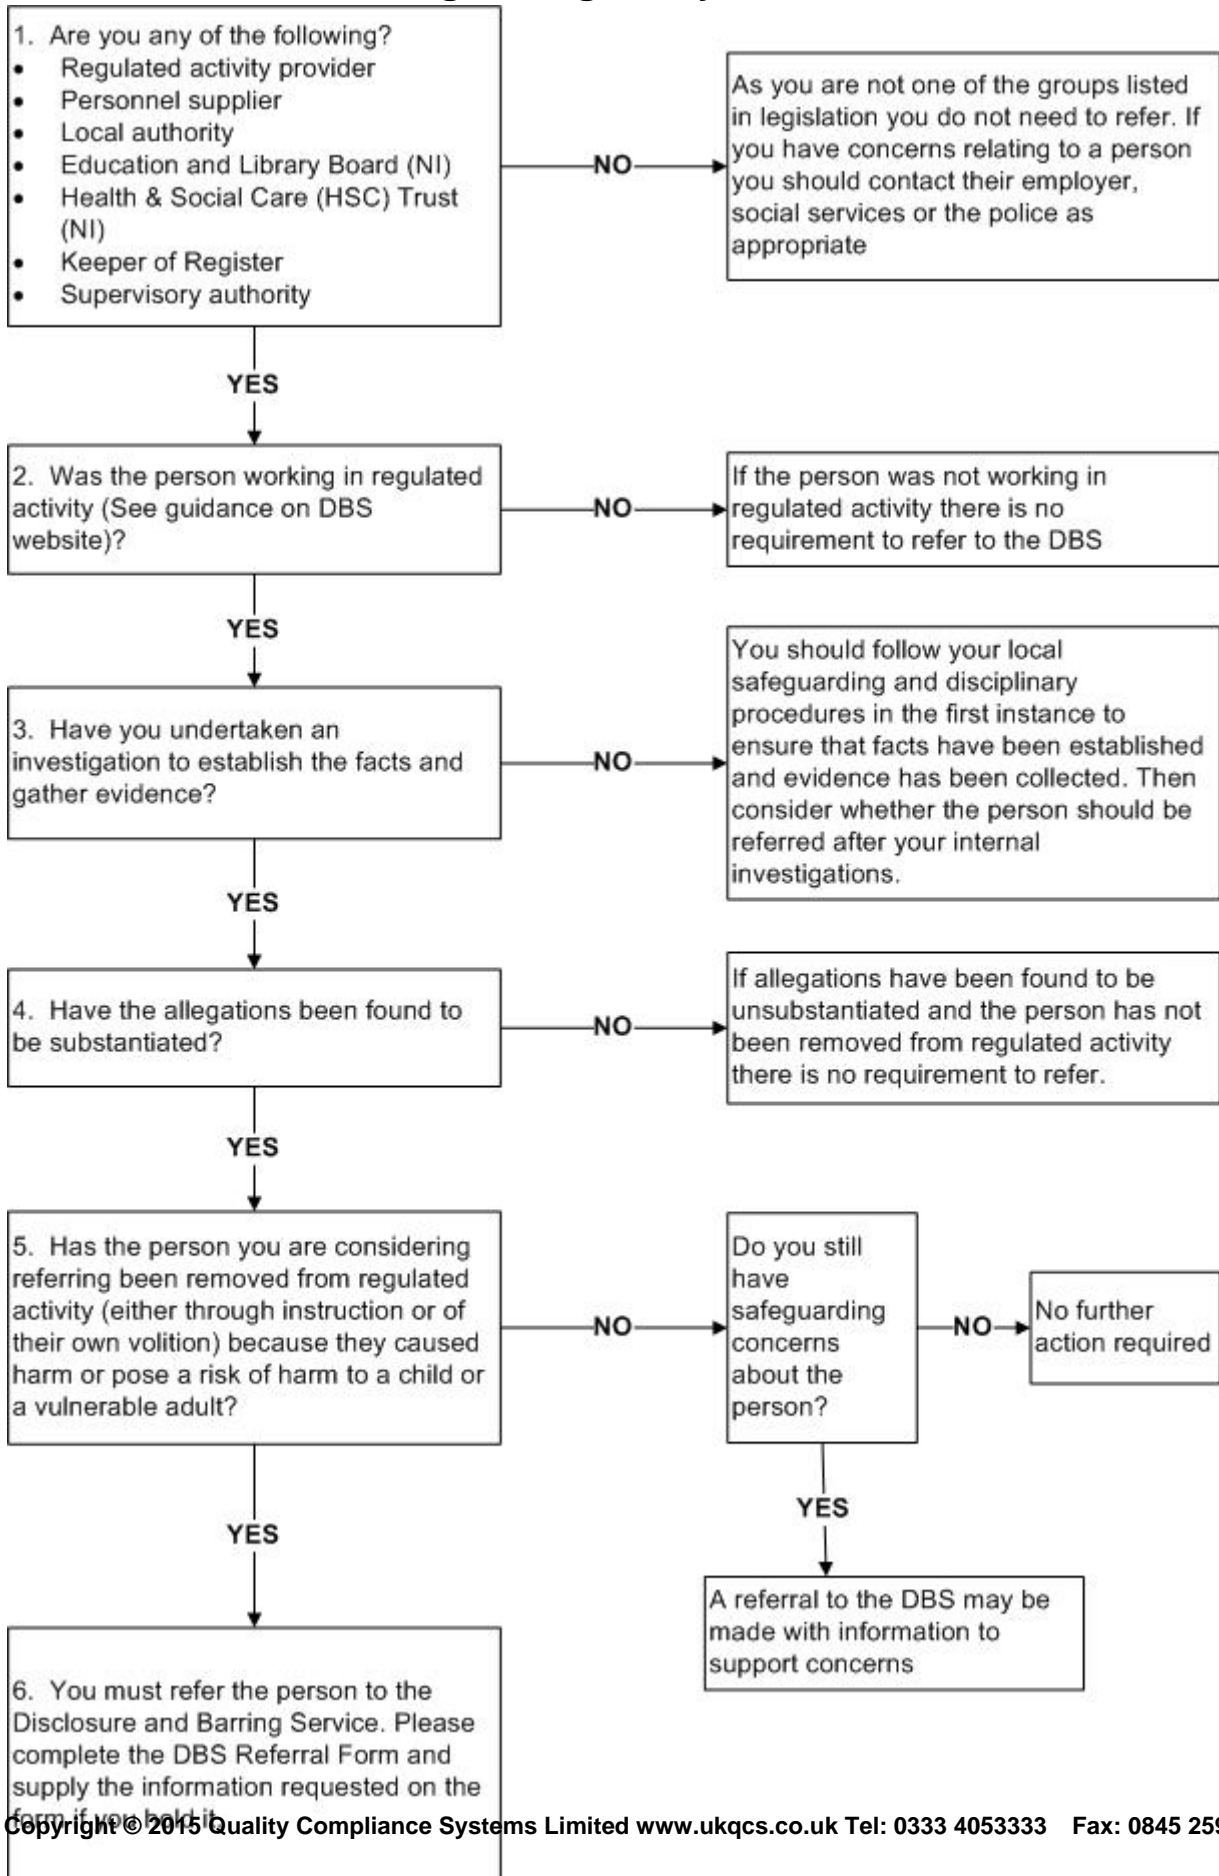 1. Are you any of the following?
• Regulated activity provider
• Personnel supplier
• Local authority
• Education and Library Board (NI)
• Health & Social Care (HSC) Trust
(NI)
• Keeper of Register
• Supervisory authority
NO
As you are not one of the groups listed
in legislation you do not need to refer. If
you have concerns relating to a person
you should contact their employer,
social services or the police as
appropriate
YES
2. Was the person working in regulated
activity (See guidance on DBS
website)?
NO
If the person was not working in
regulated activity there is no
requirement to refer to the DBS
YES
3. Have you undertaken an
investigation to establish the facts and
gather evidence?
NO
You should follow your local
safeguarding and disciplinary
procedures in the first instance to
ensure that facts have been established
and evidence has been collected. Then
consider whether the person should be
referred after your internal
investigations.
YES
4. Have the allegations been found to
be substantiated?
NO
If allegations have been found to be
unsubstantiated and the person has not
been removed from regulated activity
there is no requirement to refer.
YES
5. Has the person you are considering
referring been removed from regulated
activity (either through instruction or of
their own volition) because they caused
harm or pose a risk of harm to a child or
a vulnerable adult?
NO
Do you still
have
safeguarding
concerns
about the
person?
NO
No further
action required
YES
A referral to the DBS may be
made with information to
support concerns
YES
6. You must refer the person to the
Disclosure and Barring Service. Please
complete the DBS Referral Form and
supply the information requested on the
form if you hold it.
Copyright © 2015 Quality Compliance Systems Limited www.ukqcs.co.uk Tel: 0333 4053333 Fax: 0845 259